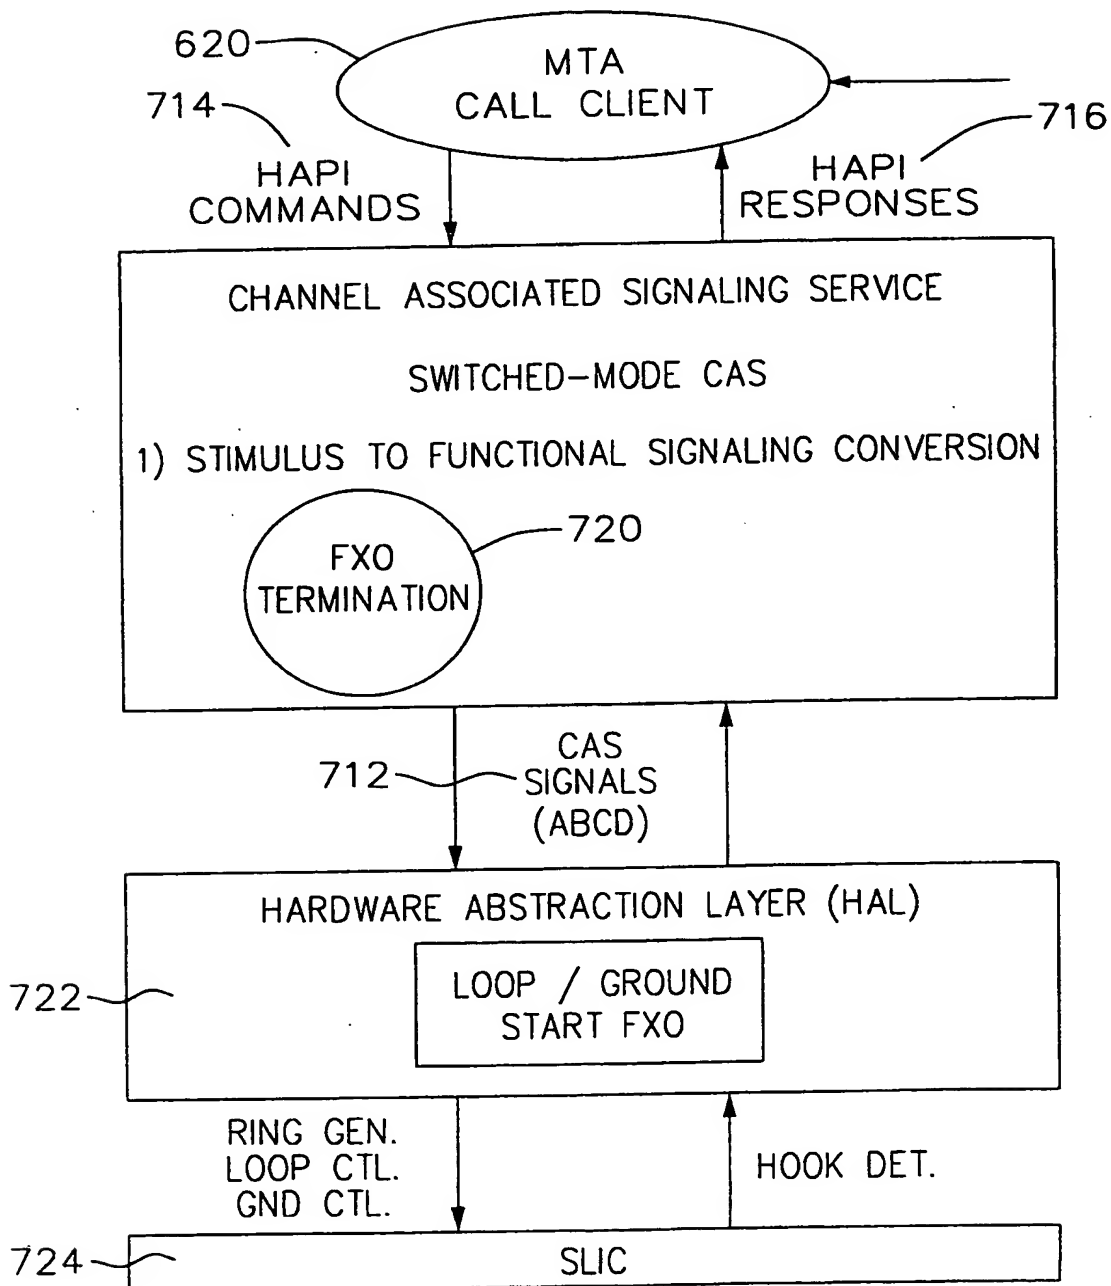 620
MTA
CALL CLIENT
714
716
HAPI
COMMANDS
HAPI
RESPONSES
CHANNEL ASSOCIATED SIGNALING SERVICE
SWITCHED-MODE CAS
1) STIMULUS TO FUNCTIONAL SIGNALING CONVERSION
720
FXO
TERMINATION
712
CAS
SIGNALS
(ABCD)
HARDWARE ABSTRACTION LAYER (HAL)
722
LOOP / GROUND
START FXO
RING GEN.
LOOP CTL.
GND CTL.
HOOK DET.
724
SLIC